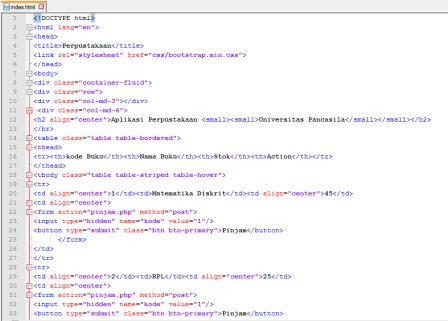 index.html
1 <!DOCTYPE html>
2 <html lang="en">
3 <head>
4 <title>Perpustakaan</title>
5 <link rel="stylesheet" href="css/bootstrap.min.css">
6 </head>
7 <body>
8 <div class="container-fluid">
9 <div class="row">
10 <div class="col-md-3"></div>
11 <div class="col-md-6">
12 <h2 align="center">Aplikasi Perpustakaan <small><small>Universitas Pancasila</small></small></h2>
13 </br>
14 <table class="table table-bordered">
15 <thead>
16 <tr><th>kode Buku</th><th>Nama Buku</th><th>Stok</th><th>Action</th></tr>
17 </thead>
18 <tbody class="table table-striped table-hover">
19 <tr>
20 <td align="center">1</td><td>Matematika Diskrit</td><td align="center">45</td>
21 <td align="center">
22 <form action="pinjam.php" method="post">
23 <input type="hidden" name="kode" value="1"/>
24 <button type="submit" class="btn btn-primary">Pinjam</button>
25 </form>
26 </td>
27 </tr>
28 <tr>
29 <td align="center">2</td><td>RPL</td><td align="center">25</td>
30 <td align="center">
31 <form action="pinjam.php" method="post">
32 <input type="hidden" name="kode" value="1"/>
33 <button type="submit" class="btn btn-primary">Pinjam</button>